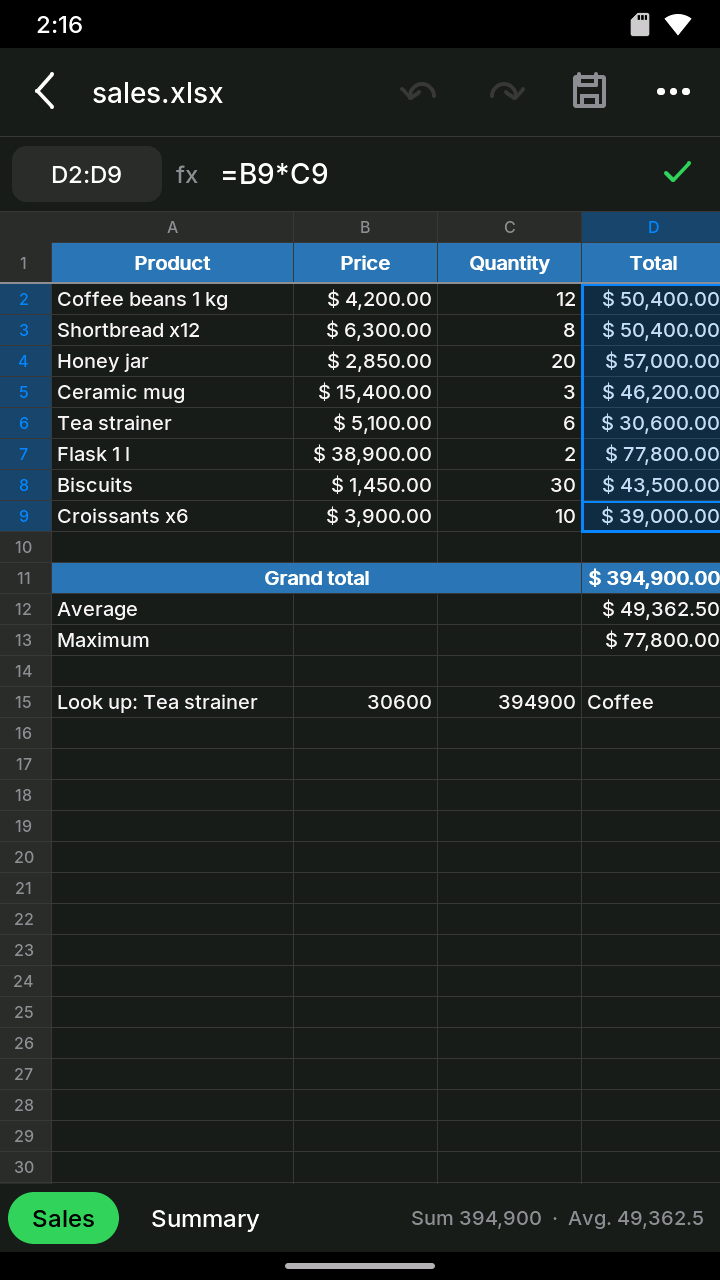 2:16
sales.xlsx
D2:D9 fx =B9*C9
A B C D
1 Product Price Quantity Total
2 Coffee beans 1 kg $ 4,200.00 12 $ 50,400.00
3 Shortbread x12 $ 6,300.00 8 $ 50,400.00
4 Honey jar $ 2,850.00 20 $ 57,000.00
5 Ceramic mug $ 15,400.00 3 $ 46,200.00
6 Tea strainer $ 5,100.00 6 $ 30,600.00
7 Flask 1 l $ 38,900.00 2 $ 77,800.00
8 Biscuits $ 1,450.00 30 $ 43,500.00
9 Croissants x6 $ 3,900.00 10 $ 39,000.00
10
11 Grand total $ 394,900.00
12 Average $ 49,362.50
13 Maximum $ 77,800.00
14
15 Look up: Tea strainer 30600 394900 Coffee
16
17
18
19
20
21
22
23
24
25
26
27
28
29
30
Sales Summary Sum 394,900 · Avg. 49,362.5